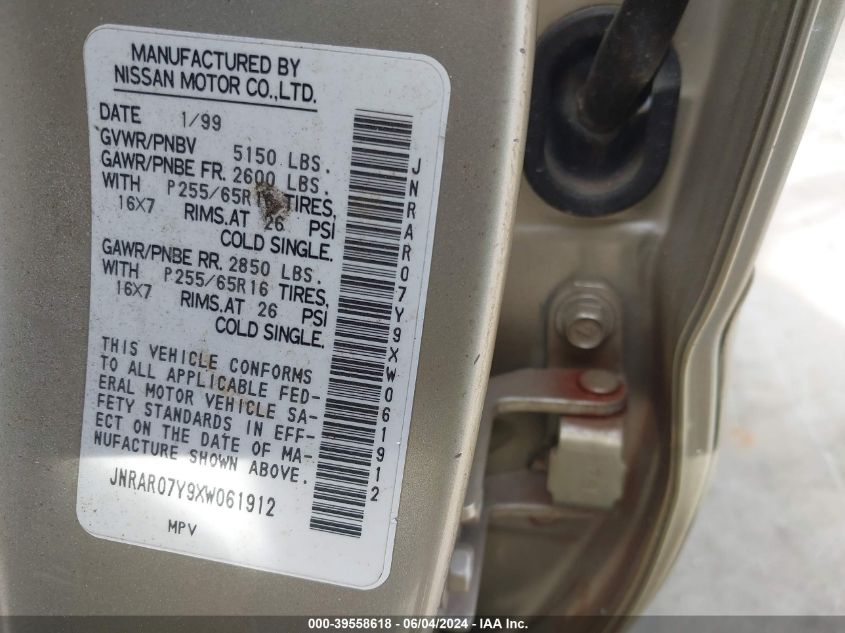 MANUFACTURED BY
NISSAN MOTOR CO.,LTD.
DATE 1/99
GVWR/PNBV 5150 LBS.
GAWR/PNBE FR. 2600 LBS.
WITH P255/65R16 TIRES,
16X7 RIMS.AT 26 PSI
COLD SINGLE.
GAWR/PNBE RR. 2850 LBS.
WITH P255/65R16 TIRES,
16X7 RIMS.AT 26 PSI
COLD SINGLE.
THIS VEHICLE CONFORMS
TO ALL APPLICABLE FED-
ERAL MOTOR VEHICLE SA-
FETY STANDARDS IN EFF-
ECT ON THE DATE OF MA-
NUFACTURE SHOWN ABOVE.
JNRAR07Y9XW061912
MPV
JNRAR07Y9XW061912
000-39558618 - 06/04/2024 - IAA Inc.